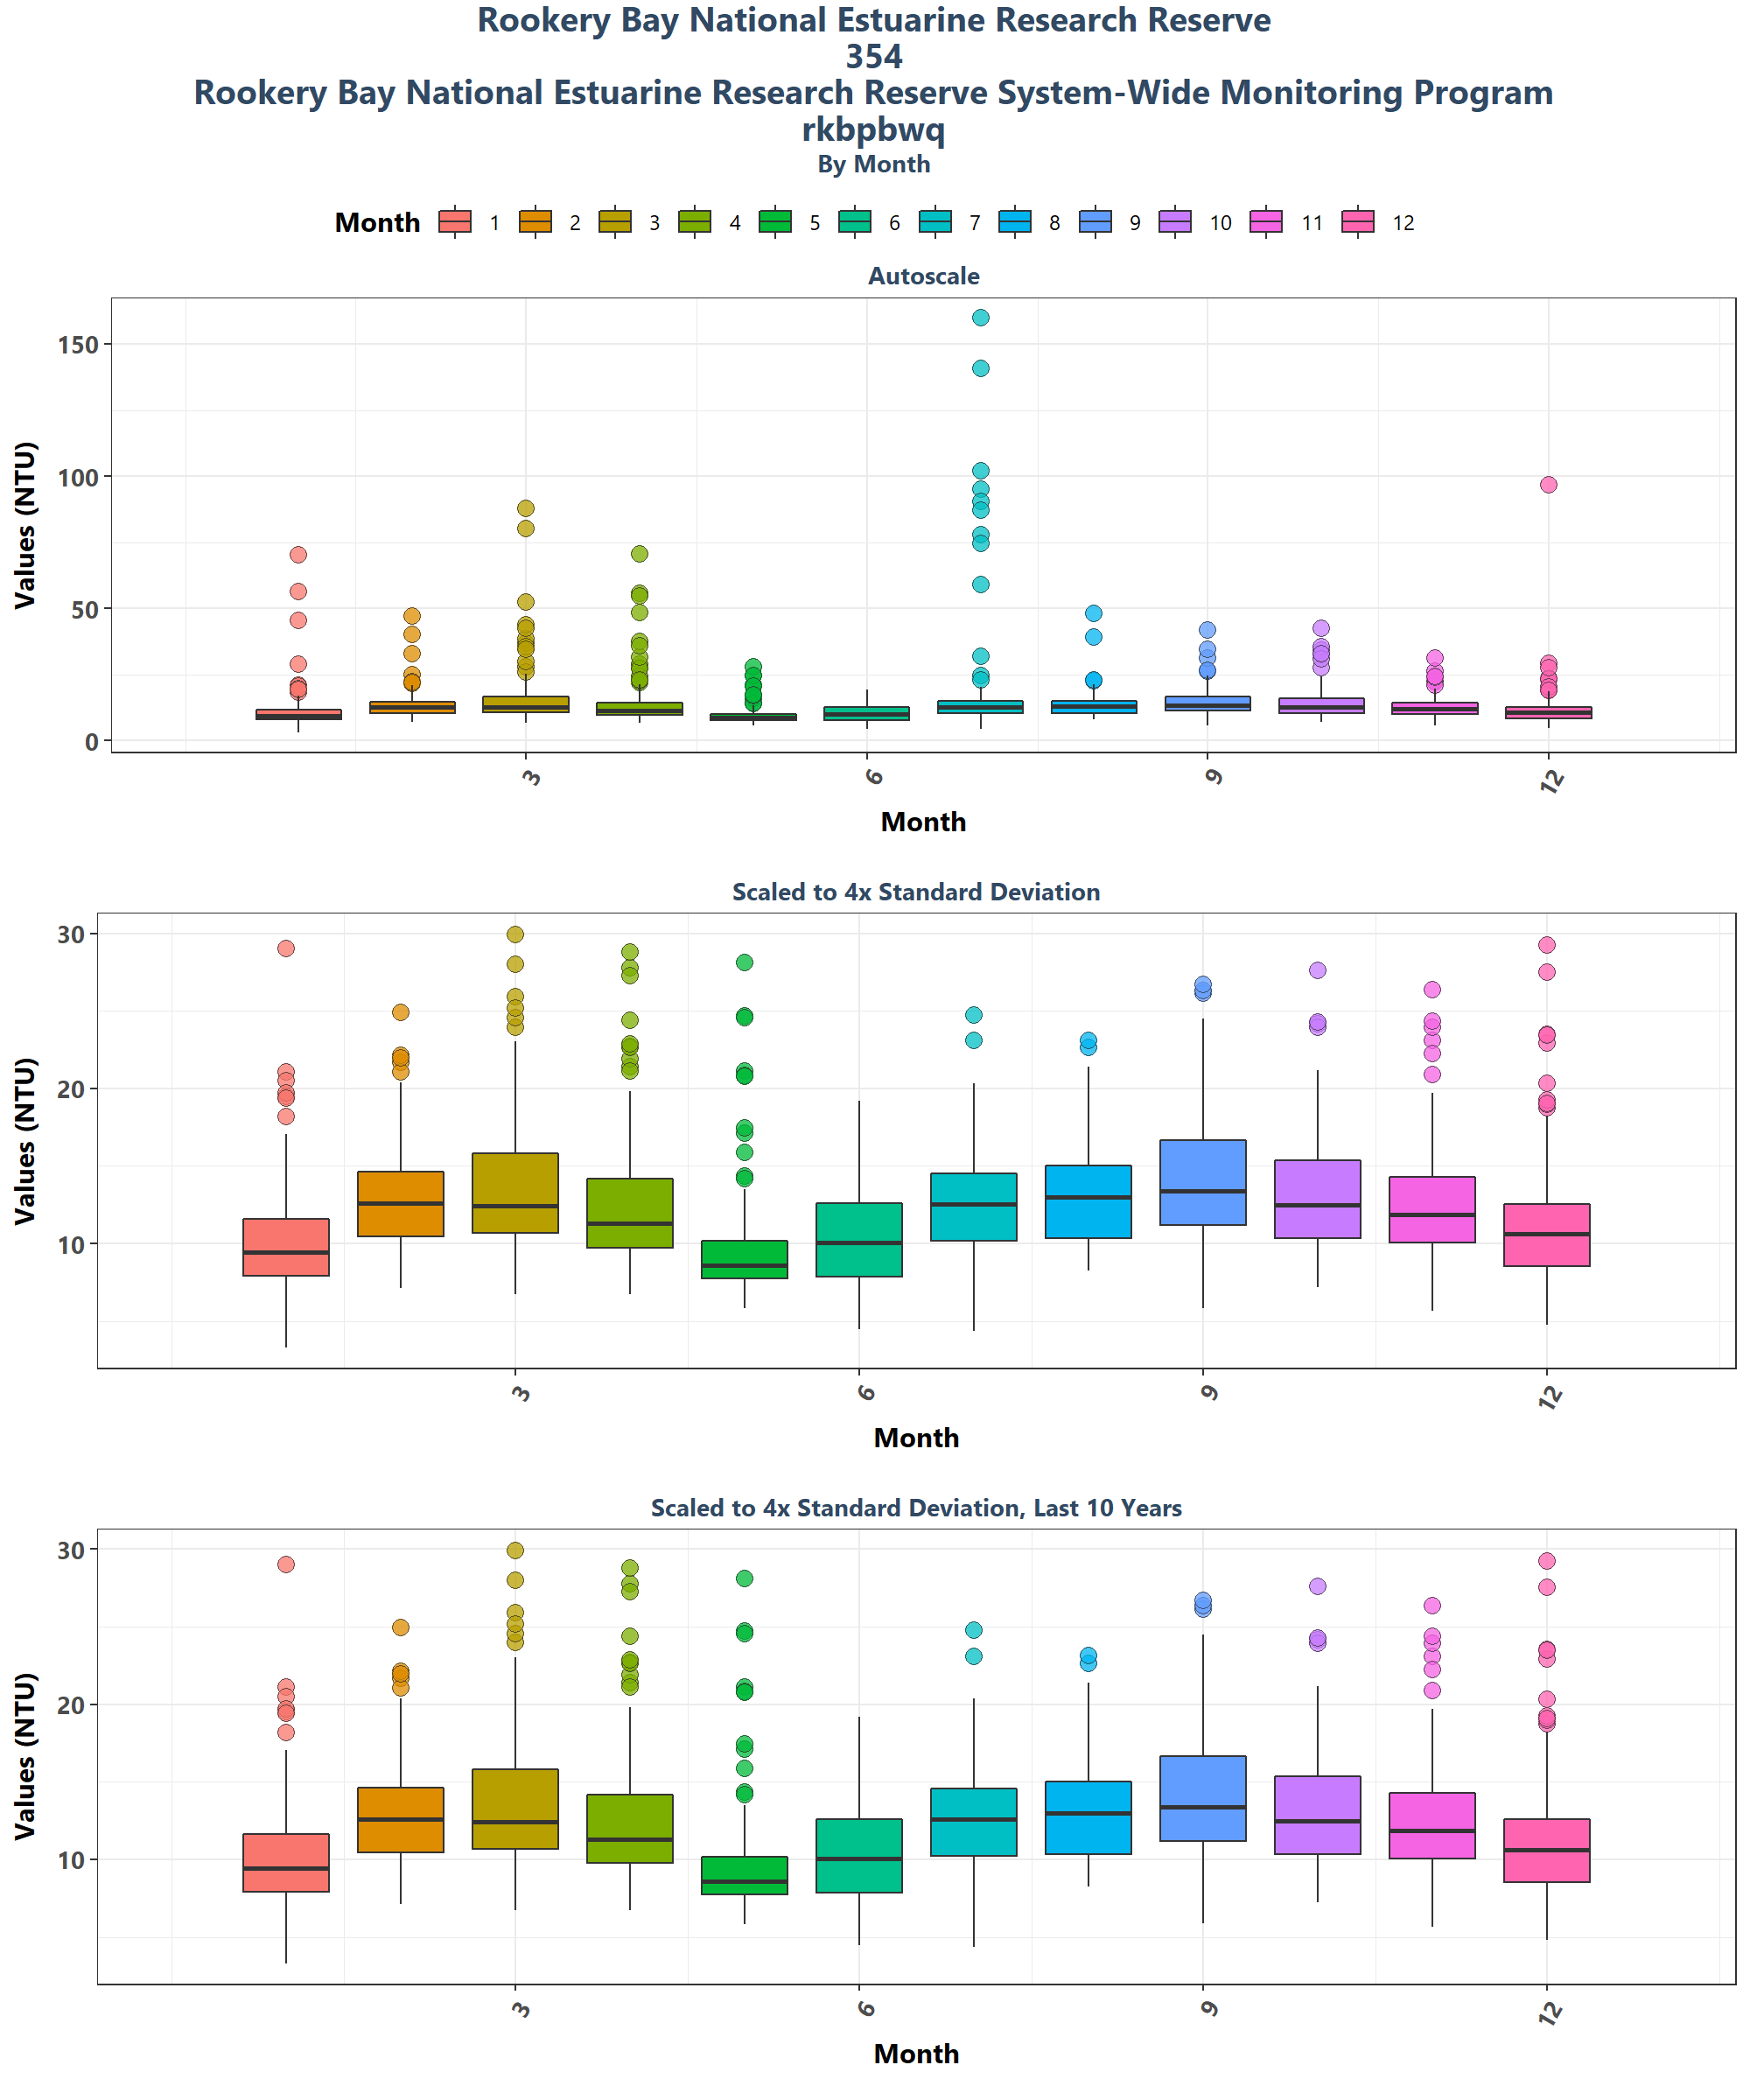 Rookery Bay National Estuarine Research Reserve
354
Rookery Bay National Estuarine Research Reserve System-Wide Monitoring Program
rkbpbwq
By Month
Month 1 2 3 4 5 6 7 8 9 10 11 12
Autoscale
Values (NTU)
150
100
50
0
3 6 9 12
Month
Scaled to 4x Standard Deviation
Values (NTU)
30
20
10
3 6 9 12
Month
Scaled to 4x Standard Deviation, Last 10 Years
Values (NTU)
30
20
10
3 6 9 12
Month